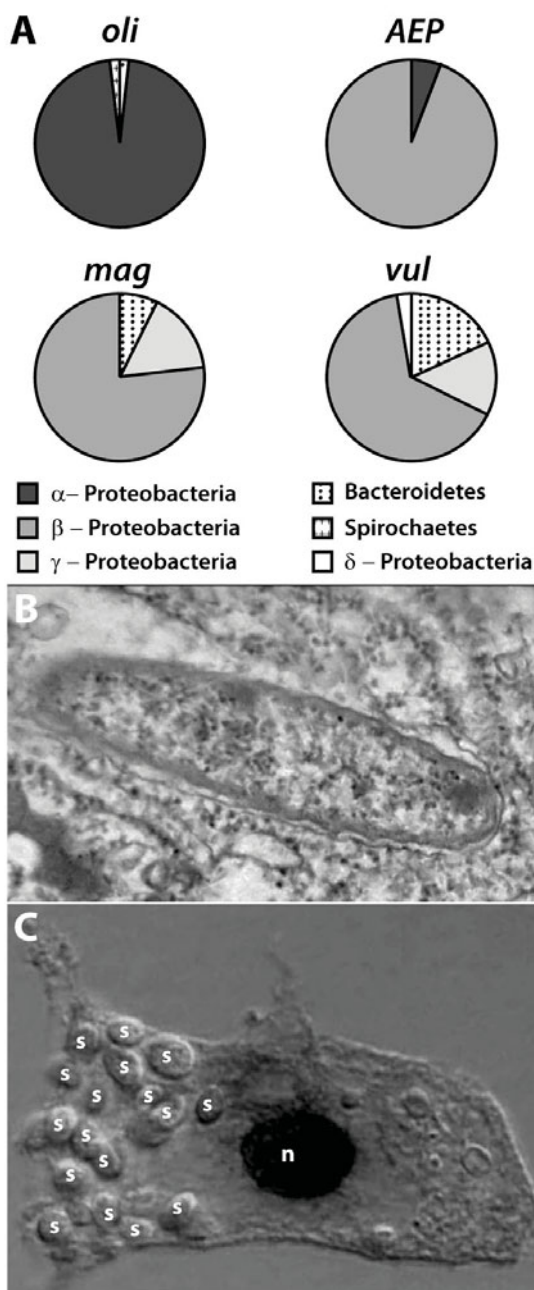 A
oli AEP
mag vul
α– Proteobacteria Bacteroidetes
β – Proteobacteria Spirochaetes
γ – Proteobacteria δ – Proteobacteria
B
C
s
s
s s
s
s s s
s
s
s
s
s
n
s
s s
s s